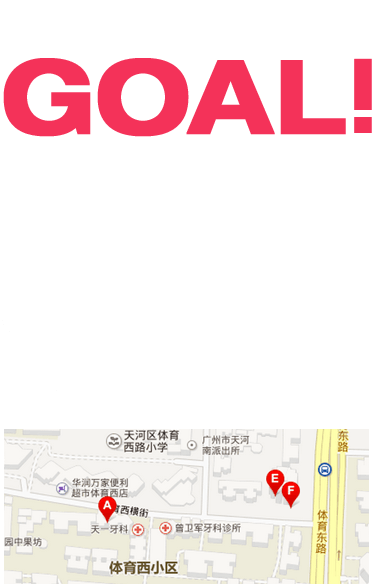 GOAL!
天河区体育
西路小学
广州市天河
南派出所
东路
E
F
华润万家便利
超市体育西店
A
育西横街
天一牙科
曾卫军牙科诊所
体育东路
园中果坊
体育西小区